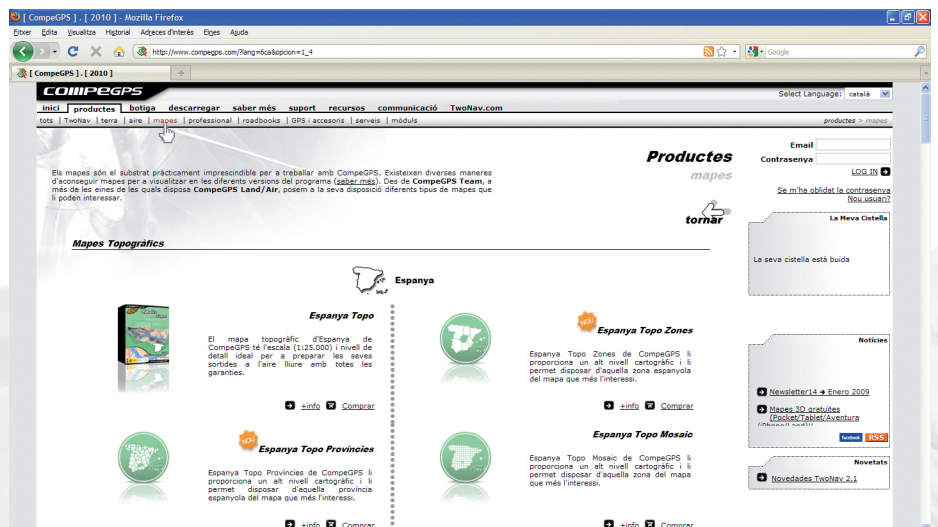 [ CompeGPS ] . [ 2010 ] - Mozilla Firefox
Fitxer Edita Visualitza Historial Adreces d'interès Eines Ajuda
http://www.compegps.com/?lang=6ca&opcion=1_4
Google
[ CompeGPS ] . [ 2010 ]
COMPEGPS
Select Language: català
inici productes botiga descarregar saber més suport recursos communicació TwoNav.com
tots | TwoNav | terra | aire | mapes | professional | roadbooks | GPS i accesoris | serveis | mòduls
productes > mapes
Productes
mapes
Els mapes són el substrat pràcticament imprescindible per a treballar amb CompeGPS. Existeixen diverses maneres
d'aconseguir mapes per a visualitzar en les diferents versions del programa (saber més). Des de CompeGPS Team, a
més de les eines de les quals disposa CompeGPS Land/Air, posem a la seva disposició diferents tipus de mapes que
li poden interessar.
tornar
Email
Contrasenya
LOG IN
Se m'ha oblidat la contrasenya
Nou usuari?
La Meva Cistella
La seva cistella està buida
Mapes Topogràfics
Espanya
Espanya Topo
El mapa topogràfic d'Espanya de
CompeGPS té l'escala (1:25.000) i nivell de
detall ideal per a preparar les seves
sortides a l'aire lliure amb totes les
garanties.
+info Comprar
NOU
Espanya Topo Zones
Espanya Topo Zones de CompeGPS li
proporciona un alt nivell cartogràfic i li
permet disposar d'aquella zona espanyola
del mapa que més l'interessi.
+info Comprar
NOU
Espanya Topo Províncies
Espanya Topo Províncies de CompeGPS li
proporciona un alt nivell cartogràfic i li
permet disposar d'aquella província
espanyola del mapa que més l'interessi.
+info Comprar
Espanya Topo Mosaic
Espanya Topo Mosaic de CompeGPS li
proporciona un alt nivell cartogràfic i li
permet disposar d'aquella zona del mapa
que més l'interessi.
+info Comprar
Notícies
Newsletter14 → Enero 2009
Mapes 3D gratuïtes
(Pocket/Tablet/Aventura
facebook RSS
Novetats
Novedades TwoNav 2.1